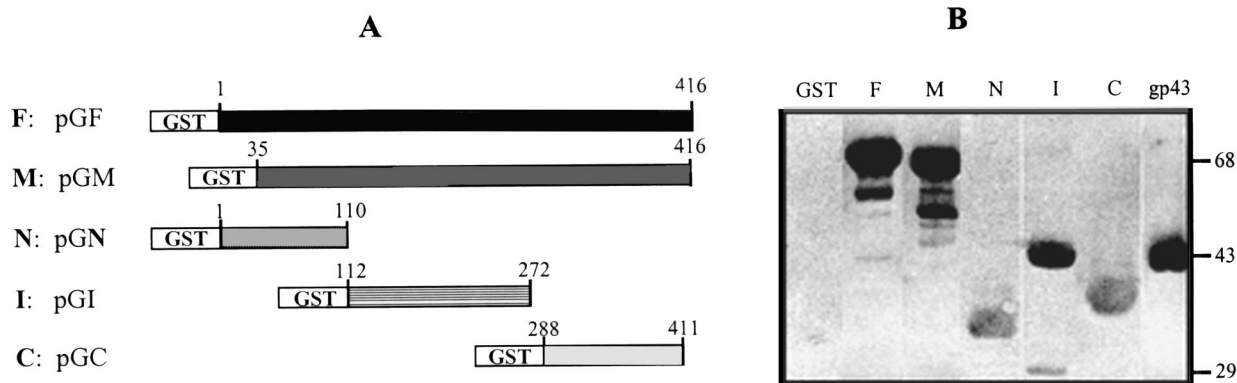 A
B
1 416
F: pGF GST
35 416
M: pGM GST
1 110
N: pGN GST
112 272
I: pGI GST
288 411
C: pGC GST
GST F M N I C gp43
68
43
29